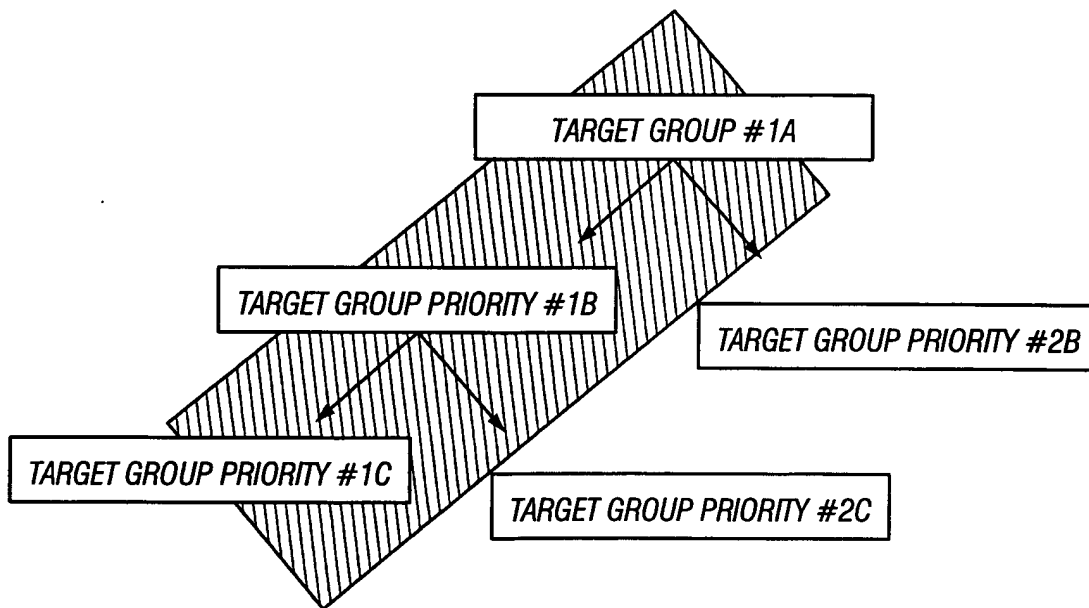 TARGET GROUP #1A
TARGET GROUP PRIORITY #1B
TARGET GROUP PRIORITY #2B
TARGET GROUP PRIORITY #1C
TARGET GROUP PRIORITY #2C